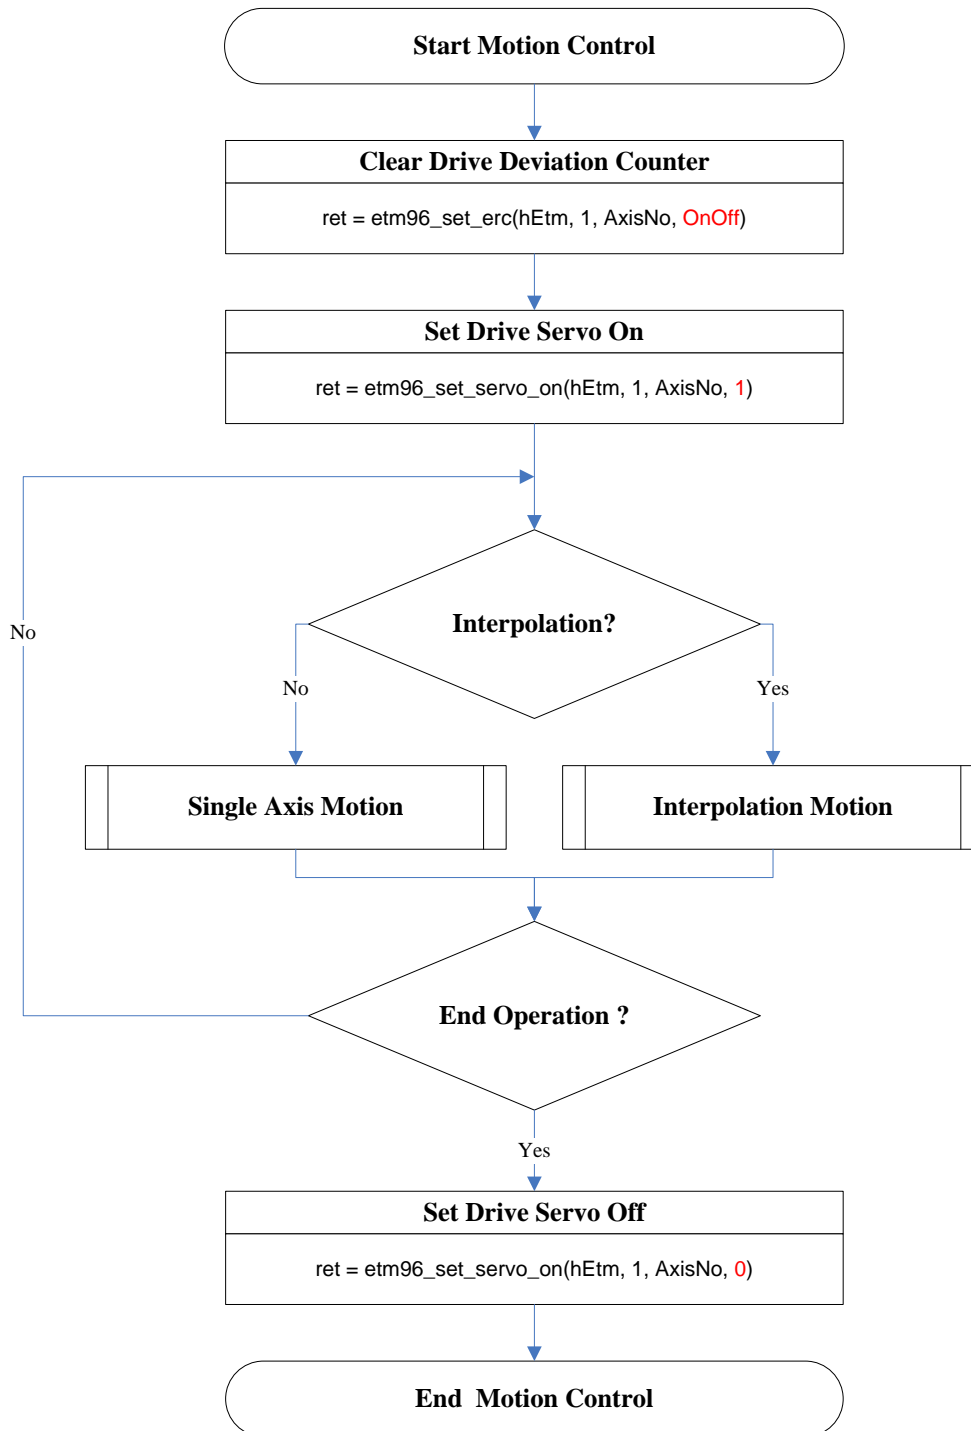 Start Motion Control
Clear Drive Deviation Counter
ret = etm96_set_erc(hEtm, 1, AxisNo, OnOff)
Set Drive Servo On
ret = etm96_set_servo_on(hEtm, 1, AxisNo, 1)
Interpolation?
No
No
Yes
Single Axis Motion
Interpolation Motion
End Operation ?
Yes
Set Drive Servo Off
ret = etm96_set_servo_on(hEtm, 1, AxisNo, 0)
End  Motion Control